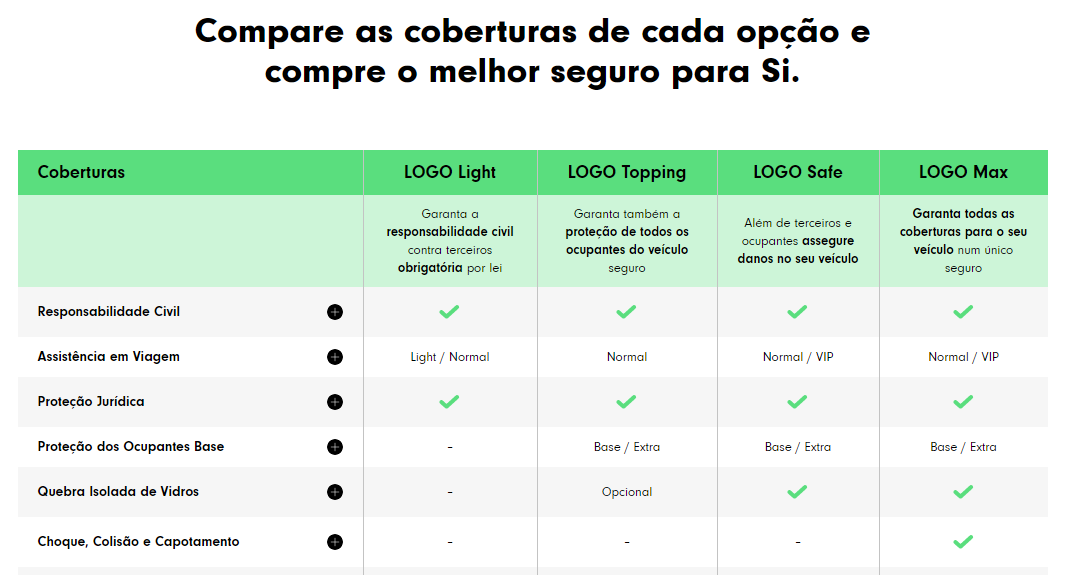 Compare as coberturas de cada opção e
compre o melhor seguro para Si.
Coberturas LOGO Light LOGO Topping LOGO Safe LOGO Max
Garanta a
responsabilidade civil
contra terceiros
obrigatória por lei
Garanta também a
proteção de todos os
ocupantes do veículo
seguro
Além de terceiros e
ocupantes assegure
danos no seu veículo
Garanta todas as
coberturas para o seu
veículo num único
seguro
Responsabilidade Civil
Assistência em Viagem Light / Normal Normal Normal / VIP Normal / VIP
Proteção Jurídica
Proteção dos Ocupantes Base - Base / Extra Base / Extra Base / Extra
Quebra Isolada de Vidros - Opcional
Choque, Colisão e Capotamento - - -